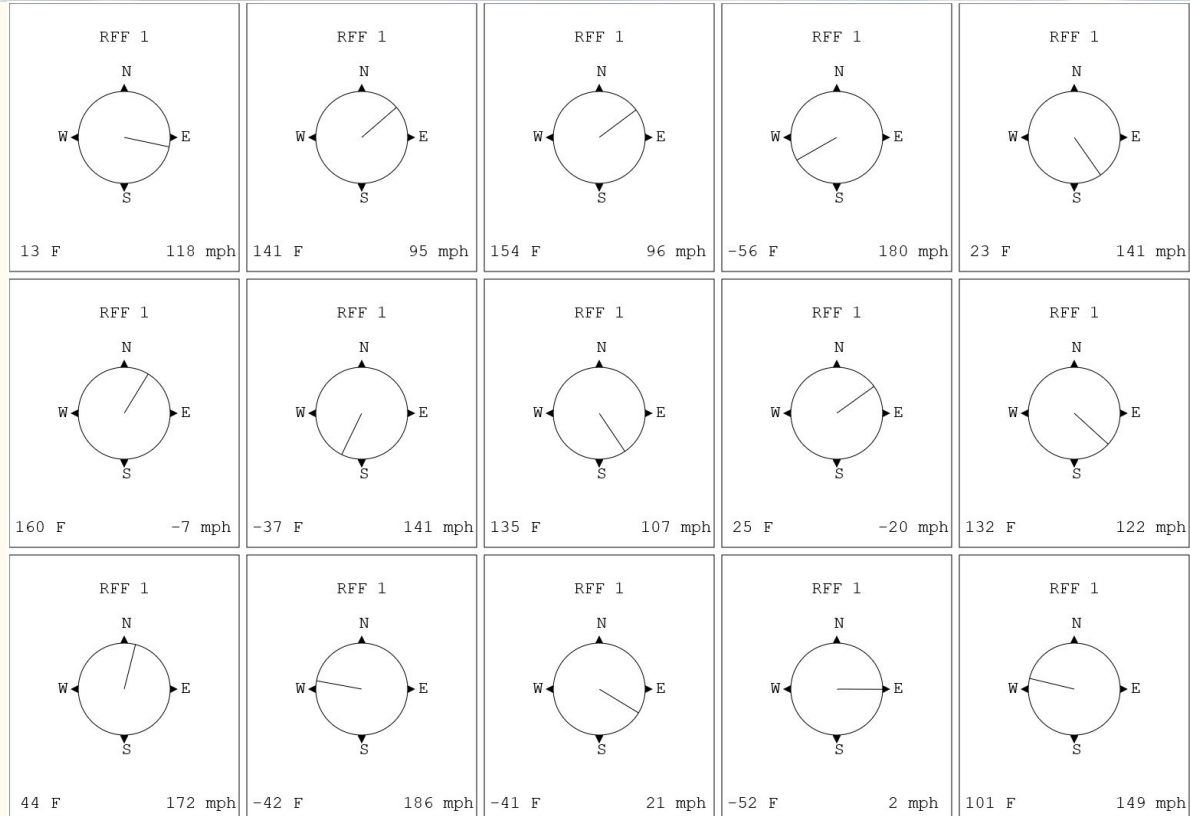 RFF 1
N
W E
S
13 F 118 mph
RFF 1
N
W E
S
141 F 95 mph
RFF 1
N
W E
S
154 F 96 mph
RFF 1
N
W E
S
-56 F 180 mph
RFF 1
N
W E
S
23 F 141 mph
RFF 1
N
W E
S
160 F -7 mph
RFF 1
N
W E
S
-37 F 141 mph
RFF 1
N
W E
S
135 F 107 mph
RFF 1
N
W E
S
25 F -20 mph
RFF 1
N
W E
S
132 F 122 mph
RFF 1
N
W E
S
44 F 172 mph
RFF 1
N
W E
S
-42 F 186 mph
RFF 1
N
W E
S
-41 F 21 mph
RFF 1
N
W E
S
-52 F 2 mph
RFF 1
N
W E
S
101 F 149 mph